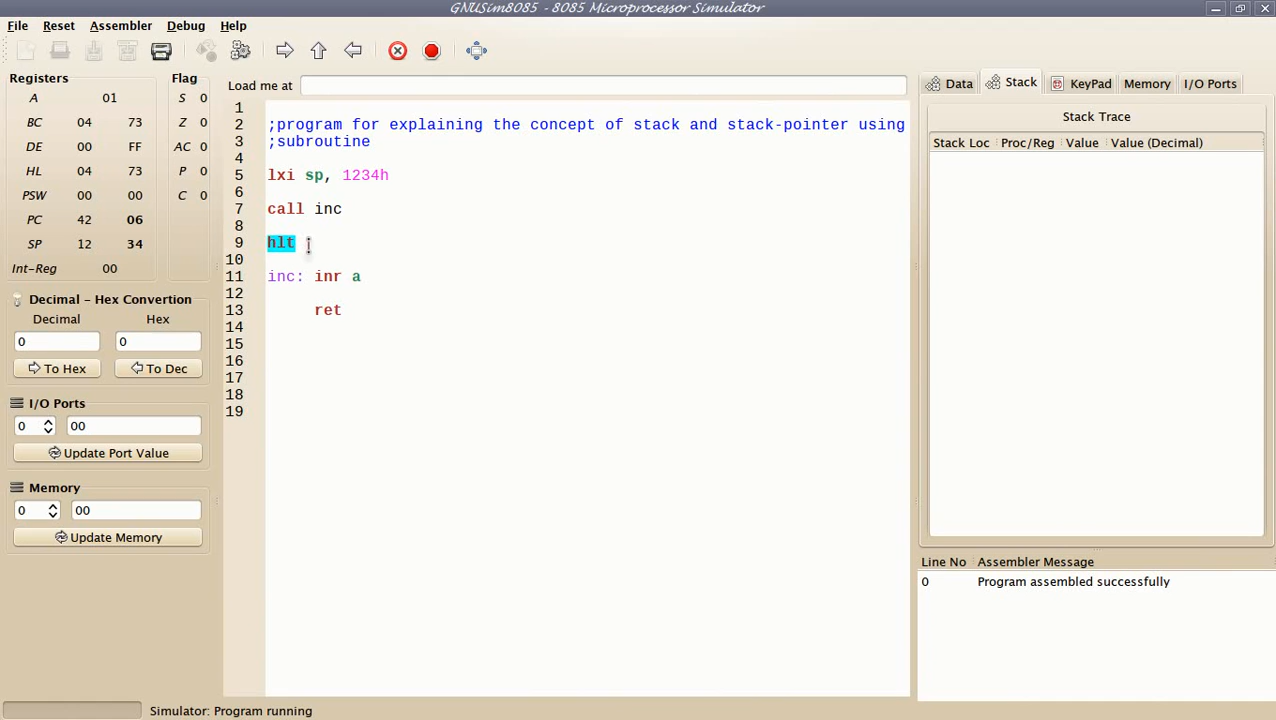 GNUSim8085 - 8085 Microprocessor Simulator
File Reset Assembler Debug Help
Registers
A 01
BC 04 73
DE 00 FF
HL 04 73
PSW 00 00
PC 42 06
SP 12 34
Int-Reg 00
Flag
S 0
Z 0
AC 0
P 0
C 0
Decimal - Hex Convertion
Decimal Hex
0 0
To Hex To Dec
I/O Ports
0 00
Update Port Value
Memory
0 00
Update Memory
Load me at
1
2 ;program for explaining the concept of stack and stack-pointer using
3 ;subroutine
4
5 lxi sp, 1234h
6
7 call inc
8
9 hlt
10
11 inc: inr a
12
13 ret
14
15
16
17
18
19
Data Stack KeyPad Memory I/O Ports
Stack Trace
Stack Loc Proc/Reg Value Value (Decimal)
Line No Assembler Message
0 Program assembled successfully
Simulator: Program running